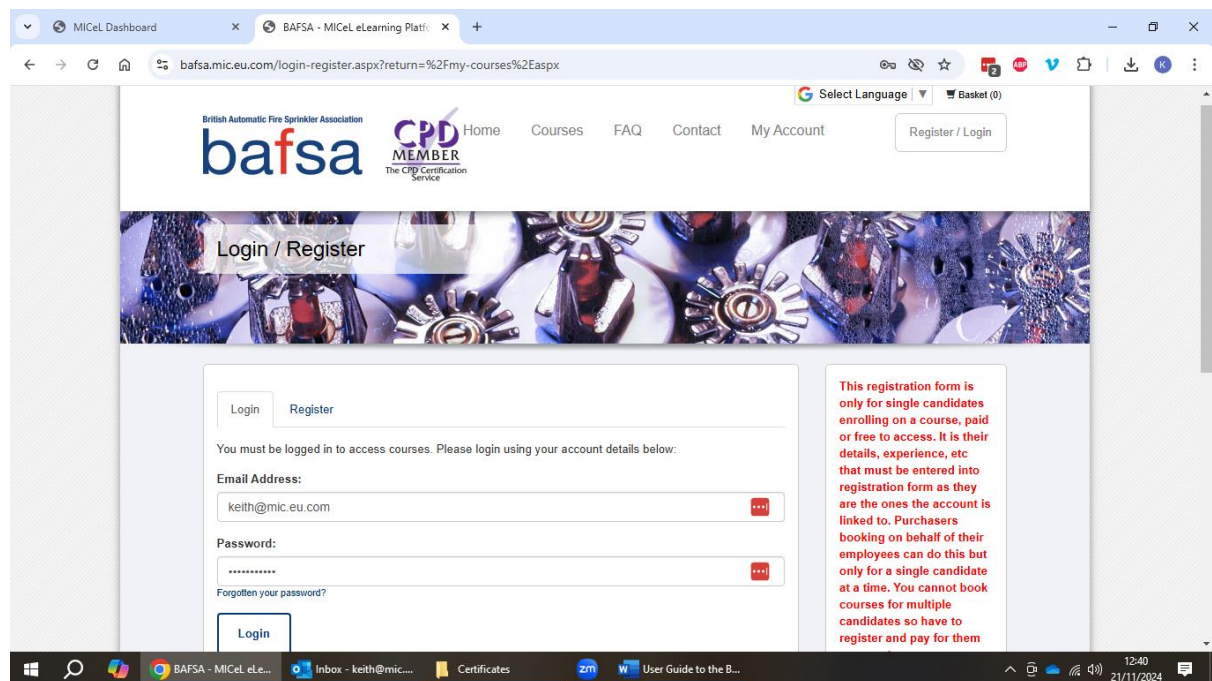 MICeL Dashboard
BAFSA - MICeL eLearning Platfo
bafsa.mic.eu.com/login-register.aspx?return=%2Fmy-courses%2Easpx
2
ABP
K
G Select Language ▼
Basket (0)
British Automatic Fire Sprinkler Association
bafsa
CPD
MEMBER
The CPD Certification
Service
Home
Courses
FAQ
Contact
My Account
Register / Login
Login / Register
Login
Register
You must be logged in to access courses. Please login using your account details below:
Email Address:
keith@mic.eu.com
Password:
•••••••••••
Forgotten your password?
Login
This registration form is
only for single candidates
enrolling on a course, paid
or free to access. It is their
details, experience, etc
that must be entered into
registration form as they
are the ones the account is
linked to. Purchasers
booking on behalf of their
employees can do this but
only for a single candidate
at a time. You cannot book
courses for multiple
candidates so have to
register and pay for them
BAFSA - MICeL eLe...
Inbox - keith@mic....
Certificates
zm
User Guide to the B...
12:40
21/11/2024